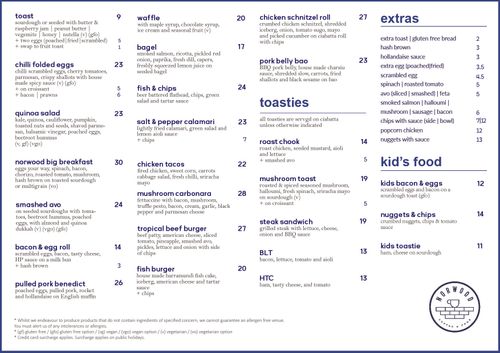 toast 9
sourdough or seeded with butter &
raspberry jam | peanut butter |
vegemite | honey | nutella (v) (gfo)
+ two eggs (poached|fried|scrambled) 5
+ swap to fruit toast 1
chilli folded eggs 23
chilli scrambled eggs, cherry tomatoes,
parmesan, crispy shallots with house
made spicy sauce (v) (gfo)
+ on croissant 5
+ bacon | prawns 6
quinoa salad 23
kale, quinoa, cauliflower, pumpkin,
toasted nuts and seeds, shaved parme-
san, balsamic vinegar, poached eggs,
beetroot hummus
(v, gf) (vgo)
norwood big breakfast 30
eggs your way, spinach, bacon,
chorizo, roasted tomato, mushroom,
hash brown on toasted sourdough
or multigrain (vo)
smashed avo 24
on seeded sourdough with toma-
toes, beetroot hummus, poached
eggs, with almond and quinoa
dukkah (v) (vgo) (gfo)
bacon & egg roll 14
scrambled eggs, bacon, tasty cheese,
HP sauce on a milk bun
+ hash brown 3
pulled pork benedict 26
poached eggs, pulled pork, rocket
and hollandaise on English muffin
waffle 20
with maple syrup, chocolate syrup,
ice cream and seasonal fruit (v)
bagel 17
smoked salmon, ricotta, pickled red
onion, paprika, fresh dill, capers,
freshly squeezed lemon juice on
seeded bagel
fish & chips 24
beer battered flathead, chips, green
salad and tartar sauce
salt & pepper calamari 23
lightly fried calamari, green salad and
lemon aioli sauce
+ chips 7
chicken tacos 22
fried chicken, sweet corn, carrots
cabbage salad, fresh chilli, sriracha
mayo
mushroom carbonara 28
fettuccine with bacon, mushroom,
truffle pesto, bacon, cream, garlic, black
pepper and parmesan cheese
tropical beef burger 27
beef patty, american cheese, sliced
tomato, pineapple, smashed avo,
pickles, lettuce and onion with side
of chips
fish burger 20
house made barramundi fish cake,
iceberg, american cheese and tartar
sauce
+ chips
chicken schnitzel roll 27
crumbed chicken schnitzel, shredded
iceberg, onion, tomato sugo, mayo
and pickled cucumber on ciabatta roll
with chips
pork belly bao 23
BBQ pork belly, house made charsiu
sauce, shredded slow, carrots, fried
shallots and black sesame on bao
toasties
all toasties are served on ciabatta
unless otherwise indicated
roast chook 14
roast chicken, seeded mustard, aioli
and lettuce
+ smashed avo 5
mushroom toast 19
roasted & spiced seasoned mushrooms,
halloumi, fresh spinach, sriracha mayo
on sourdough (v)
+ on croissant 5
steak sandwich 19
grilled steak with lettuce, cheese,
onion and BBQ sauce
BLT 13
bacon, lettuce, tomato and aioli
HTC 13
ham, tasty cheese, and tomato
extras
extra toast | gluten free bread 2
hash brown 3
hollandaise sauce 3
extra egg (poached|fried) 3.5
scrambled egg 4.5
spinach | roasted tomato 5
avo (sliced | smashed) | feta 5
smoked salmon | halloumi |
mushroom | sausage | bacon 6
chips with sauce (side | bowl) 7|12
popcorn chicken 12
nuggets with sauce 13
kid's food
kids bacon & eggs 12
scrambled eggs and bacon on a
sourdough toast (gfo)
nuggets & chips 14
crumbed nuggets, chips & tomato
sauce
kids toastie 11
ham, cheese on sourdough
NORWOOD
* Whilst we endeavour to produce products that do not contain ingredients of specified concern, we cannot guarantee an allergen free venue.
You must alert us of any intolerances or allergies.
* (gf) gluten free / (gfo) gluten free option / (vg) vegan / (vgo) vegan option / (v) vegetarian / (vo) vegetarian option
* Credit card surcharge applies. Surcharge applies on public holidays.